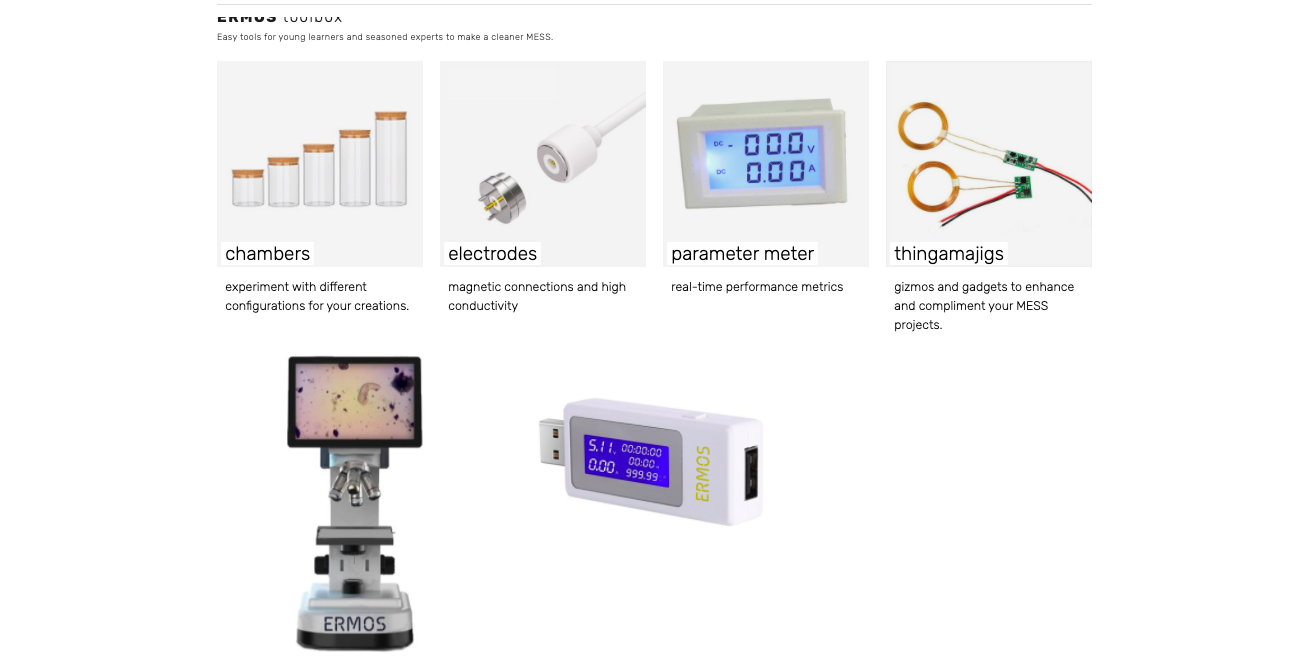 ERMOS toolbox
Easy tools for young learners and seasoned experts to make a cleaner MESS.
chambers
experiment with different
configurations for your creations.
electrodes
magnetic connections and high
conductivity
DC - 00.0 V
DC 0.00 A
parameter meter
real-time performance metrics
thingamajigs
gizmos and gadgets to enhance
and compliment your MESS
projects.
ERMOS
5.11 00:00:00
00:00
0.00 999.99
ERMOS